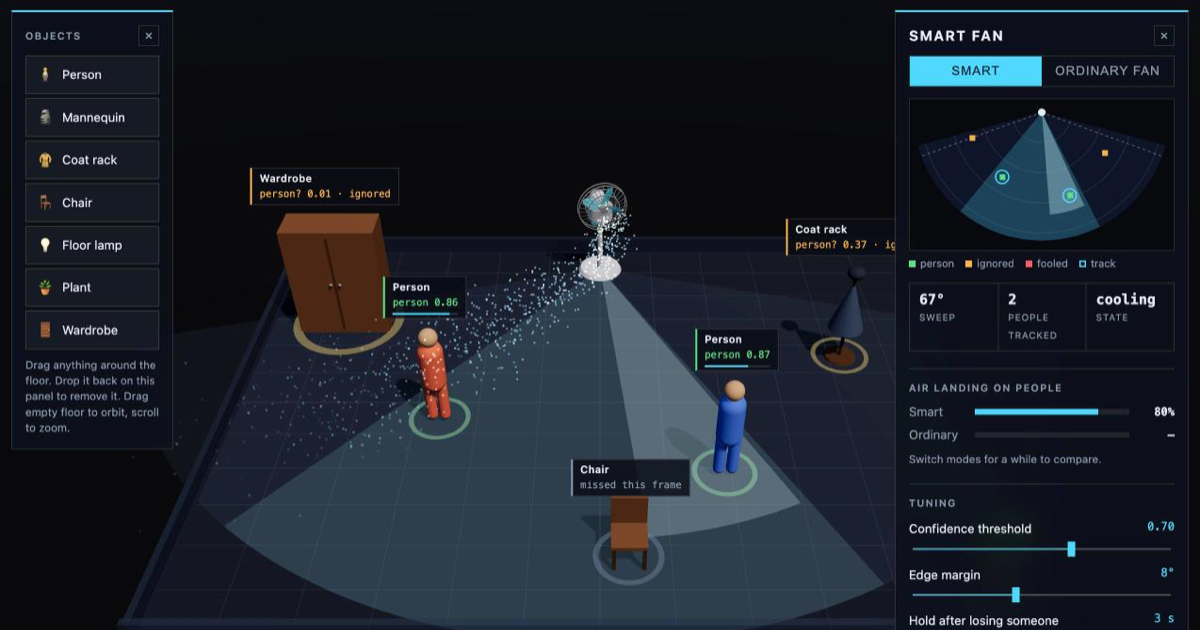 OBJECTS
×
Person
Mannequin
Coat rack
Chair
Floor lamp
Plant
Wardrobe
Drag anything around the
floor. Drop it back on this
panel to remove it. Drag
empty floor to orbit, scroll
to zoom.
Wardrobe
person? 0.01 · ignored
Person
person 0.86
Person
person 0.87
Chair
missed this frame
Coat rack
person? 0.37 · ig
SMART FAN
×
SMART
ORDINARY FAN
person
ignored
fooled
track
67°
SWEEP
2
PEOPLE
TRACKED
cooling
STATE
AIR LANDING ON PEOPLE
Smart 80%
Ordinary –
Switch modes for a while to compare.
TUNING
Confidence threshold 0.70
Edge margin 8°
Hold after losing someone 3 s